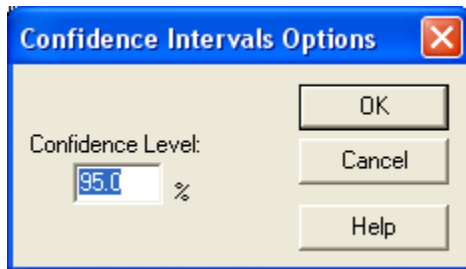 Confidence Intervals Options
OK
Confidence Level:
95.0 %
Cancel
Help